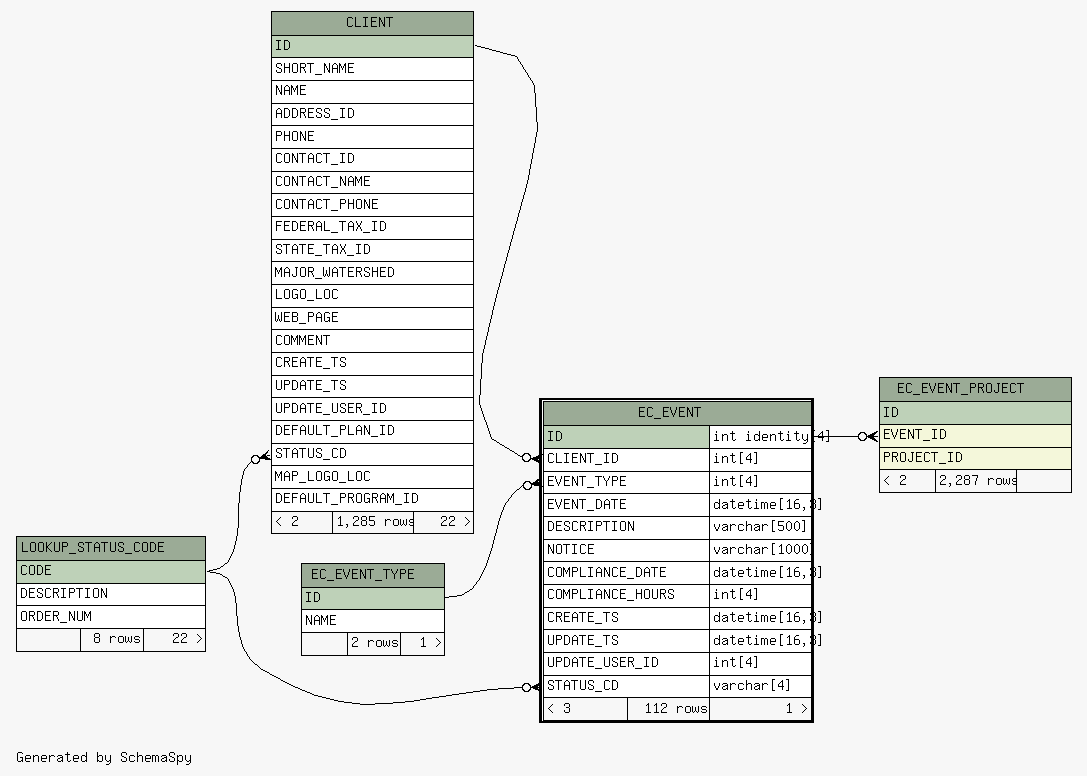 CLIENT
ID
SHORT_NAME
NAME
ADDRESS_ID
PHONE
CONTACT_ID
CONTACT_NAME
CONTACT_PHONE
FEDERAL_TAX_ID
STATE_TAX_ID
MAJOR_WATERSHED
LOGO_LOC
WEB_PAGE
COMMENT
CREATE_TS
UPDATE_TS
UPDATE_USER_ID
DEFAULT_PLAN_ID
STATUS_CD
MAP_LOGO_LOC
DEFAULT_PROGRAM_ID
< 2 1,285 rows 22 >
LOOKUP_STATUS_CODE
CODE
DESCRIPTION
ORDER_NUM
8 rows 22 >
EC_EVENT_TYPE
ID
NAME
2 rows 1 >
EC_EVENT
ID int identity[4]
CLIENT_ID int[4]
EVENT_TYPE int[4]
EVENT_DATE datetime[16,3]
DESCRIPTION varchar[500]
NOTICE varchar[1000]
COMPLIANCE_DATE datetime[16,3]
COMPLIANCE_HOURS int[4]
CREATE_TS datetime[16,3]
UPDATE_TS datetime[16,3]
UPDATE_USER_ID int[4]
STATUS_CD varchar[4]
< 3 112 rows 1 >
EC_EVENT_PROJECT
ID
EVENT_ID
PROJECT_ID
< 2 2,287 rows
Generated by SchemaSpy